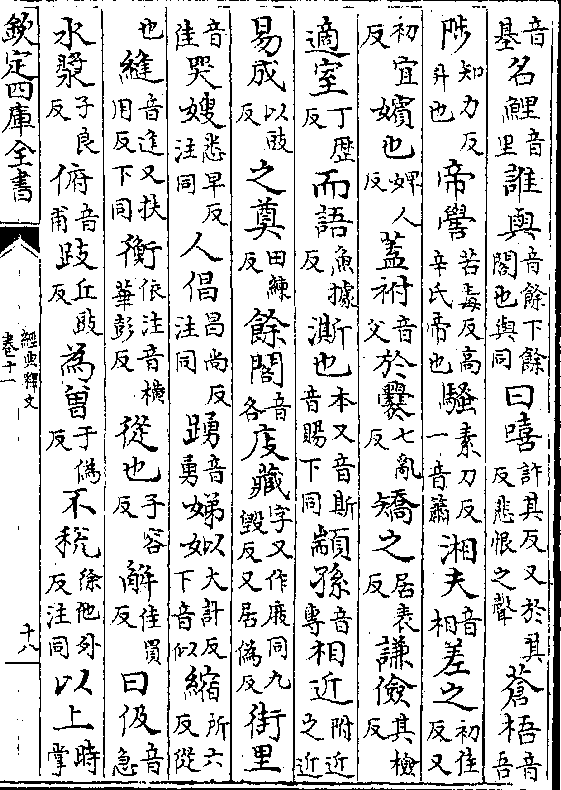 音基名鯉音里誰與音餘下餘閣也與同曰嘻許其反又於其反悲恨之聲蒼梧音吾
陟知力反升也帝嚳苦毒反高辛氏帝也騷素刀反一音蕭湘夫音相差之初佳反又
初宜反嬪也婢人反蓋祔音父於爨七亂反矯之居表反謙儉其檢反
適室丁歷反而語魚據反澌也本又音斯音賜下同顓孫音專相近附近之近
易成以豉反之奠田練反餘閣音各庋藏字又作庪同九毀反又居偽反街里
音佳哭嫂悉早反注同人倡昌尚反注同踴音勇娣姒大計反下音似縮所六反從
也縫音逢又扶用反下同衡依注音橫華彭反從也子容反解佳買反曰伋音急
水漿子良反俯音甫跂丘豉反為曾于偽反不稅徐他外反注同以上時掌
欽定四庫全書
經典釋文
卷十一
十八